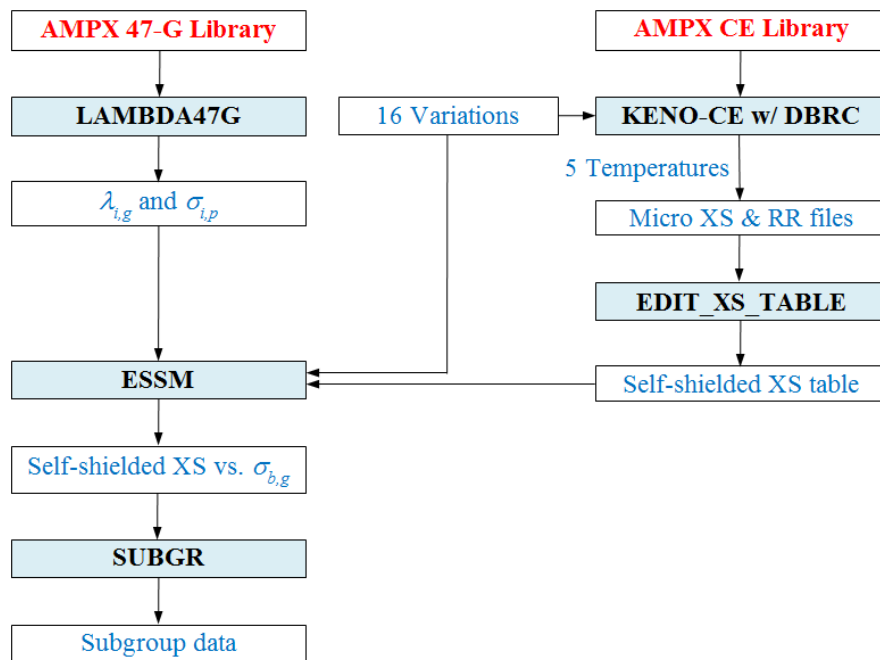 AMPX 47-G Library
AMPX CE Library
LAMBDA47G
16 Variations
KENO-CE w/ DBRC
5 Temperatures
λi,g and σi,p
Micro XS & RR files
EDIT_XS_TABLE
ESSM
Self-shielded XS table
Self-shielded XS vs. σb,g
SUBGR
Subgroup data